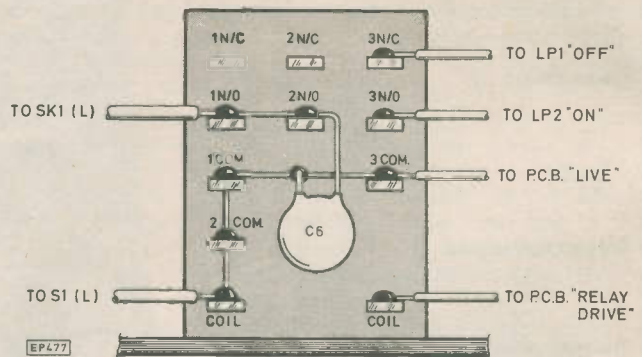 1N/C 2N/C 3N/C
TO LP1 "OFF"
1N/O 2N/O 3N/O
TO SK1 (L)
TO LP2 "ON"
1COM 3 COM.
TO P.C.B. "LIVE"
2 COM.
C6
TO S1 (L)
TO P.C.B. "RELAY
DRIVE"
COIL COIL
EP477